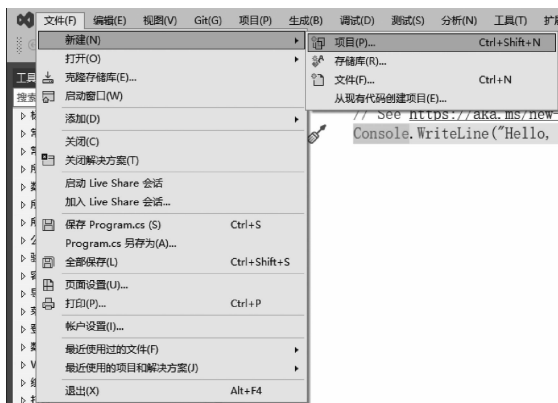 文件(F) 编辑(E) 视图(V) Git(G) 项目(P) 生成(B) 调试(D) 测试(S) 分析(N) 工具(T)
新建(N)
项目(P)... Ctrl+Shift+N
打开(O)
存储库(R)...
克隆存储库(E)...
文件(F)... Ctrl+N
启动窗口(W)
从现有代码创建项目(E)...
添加(D)
// See https://aka.ms/new-
关闭(C)
Console.WriteLine("Hello,
关闭解决方案(T)
启动 Live Share 会话
加入 Live Share 会话...
保存 Program.cs (S) Ctrl+S
Program.cs 另存为(A)...
全部保存(L) Ctrl+Shift+S
页面设置(U)...
打印(P)... Ctrl+P
帐户设置(I)...
最近使用过的文件(F)
最近使用的项目和解决方案(J)
退出(X) Alt+F4